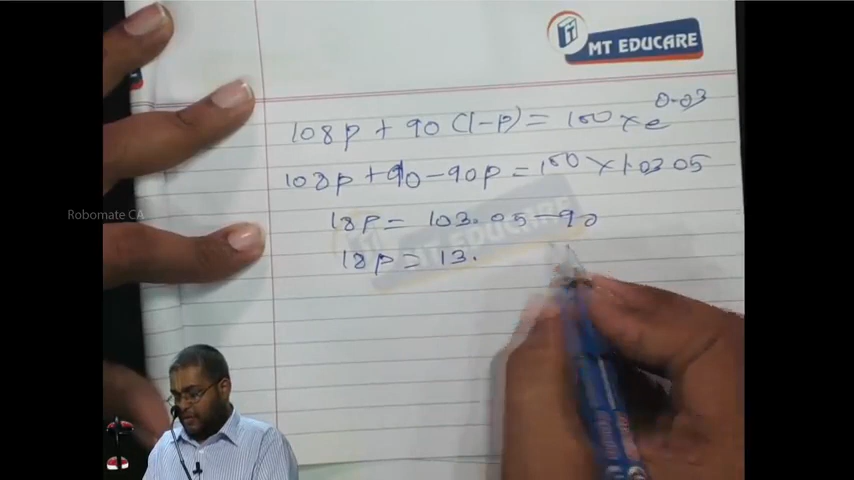 MT EDUCARE
108p + 90 (1-p) = 100 x e^0.03
108p + 90 - 90p = 100 x 1.0305
Robomate CA
18p = 103.05 - 90
18p = 13.